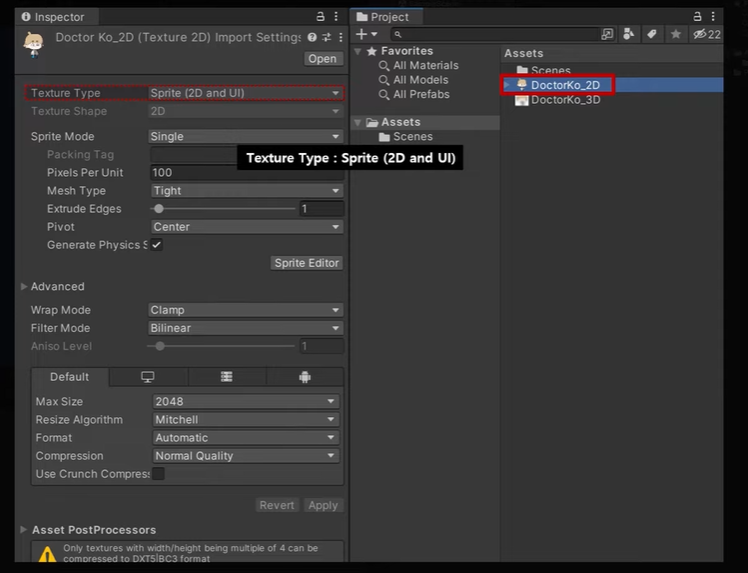 Inspector
Doctor Ko_2D (Texture 2D) Import Settings
Open
Texture Type
Sprite (2D and UI)
Texture Shape
2D
Sprite Mode
Single
Packing Tag
Texture Type : Sprite (2D and UI)
Pixels Per Unit
100
Mesh Type
Tight
Extrude Edges
1
Pivot
Center
Generate Physics S
Sprite Editor
Advanced
Wrap Mode
Clamp
Filter Mode
Bilinear
Aniso Level
1
Default
Max Size
2048
Resize Algorithm
Mitchell
Format
Automatic
Compression
Normal Quality
Use Crunch Compress
Revert
Apply
Asset PostProcessors
Only textures with width/height being multiple of 4 can be
compressed to DXT5|BC3 format
Project
22
Favorites
All Materials
All Models
All Prefabs
Assets
Scenes
Assets
Scenes
DoctorKo_2D
DoctorKo_3D